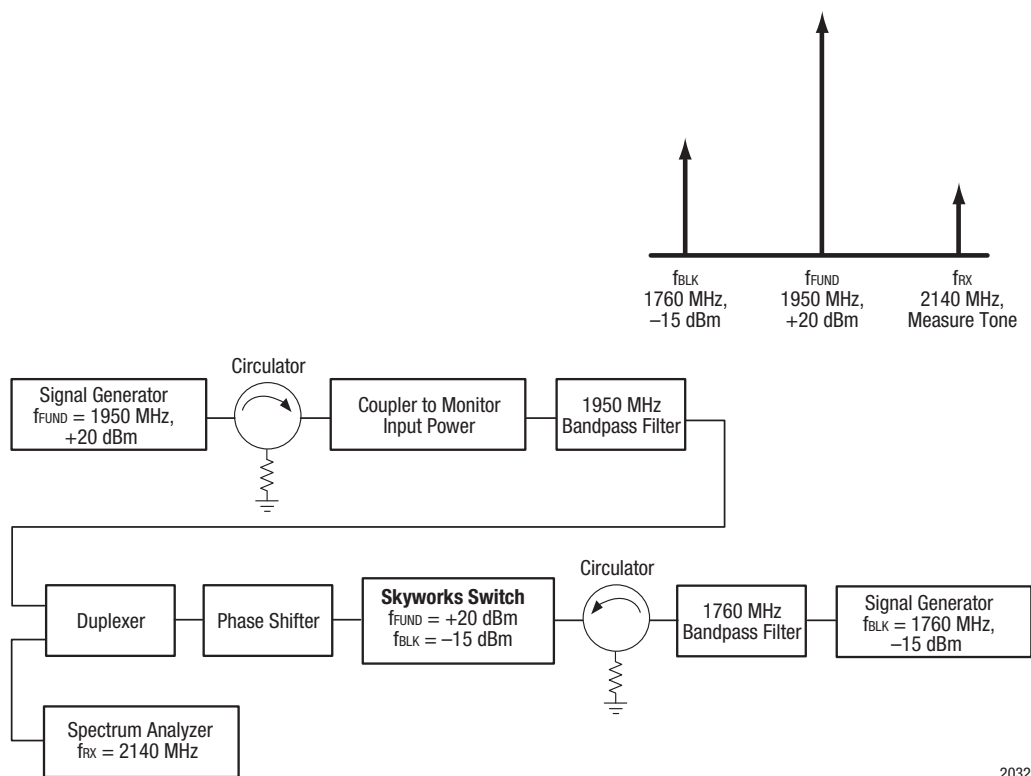 fBLK
1760 MHz,
–15 dBm
fFUND
1950 MHz,
+20 dBm
fRX
2140 MHz,
Measure Tone
Signal Generator
fFUND = 1950 MHz,
+20 dBm
Circulator
Coupler to Monitor
Input Power
1950 MHz
Bandpass Filter
Duplexer
Phase Shifter
Skyworks Switch
fFUND = +20 dBm
fBLK = –15 dBm
Circulator
1760 MHz
Bandpass Filter
Signal Generator
fBLK = 1760 MHz,
–15 dBm
Spectrum Analyzer
fRX = 2140 MHz
2032